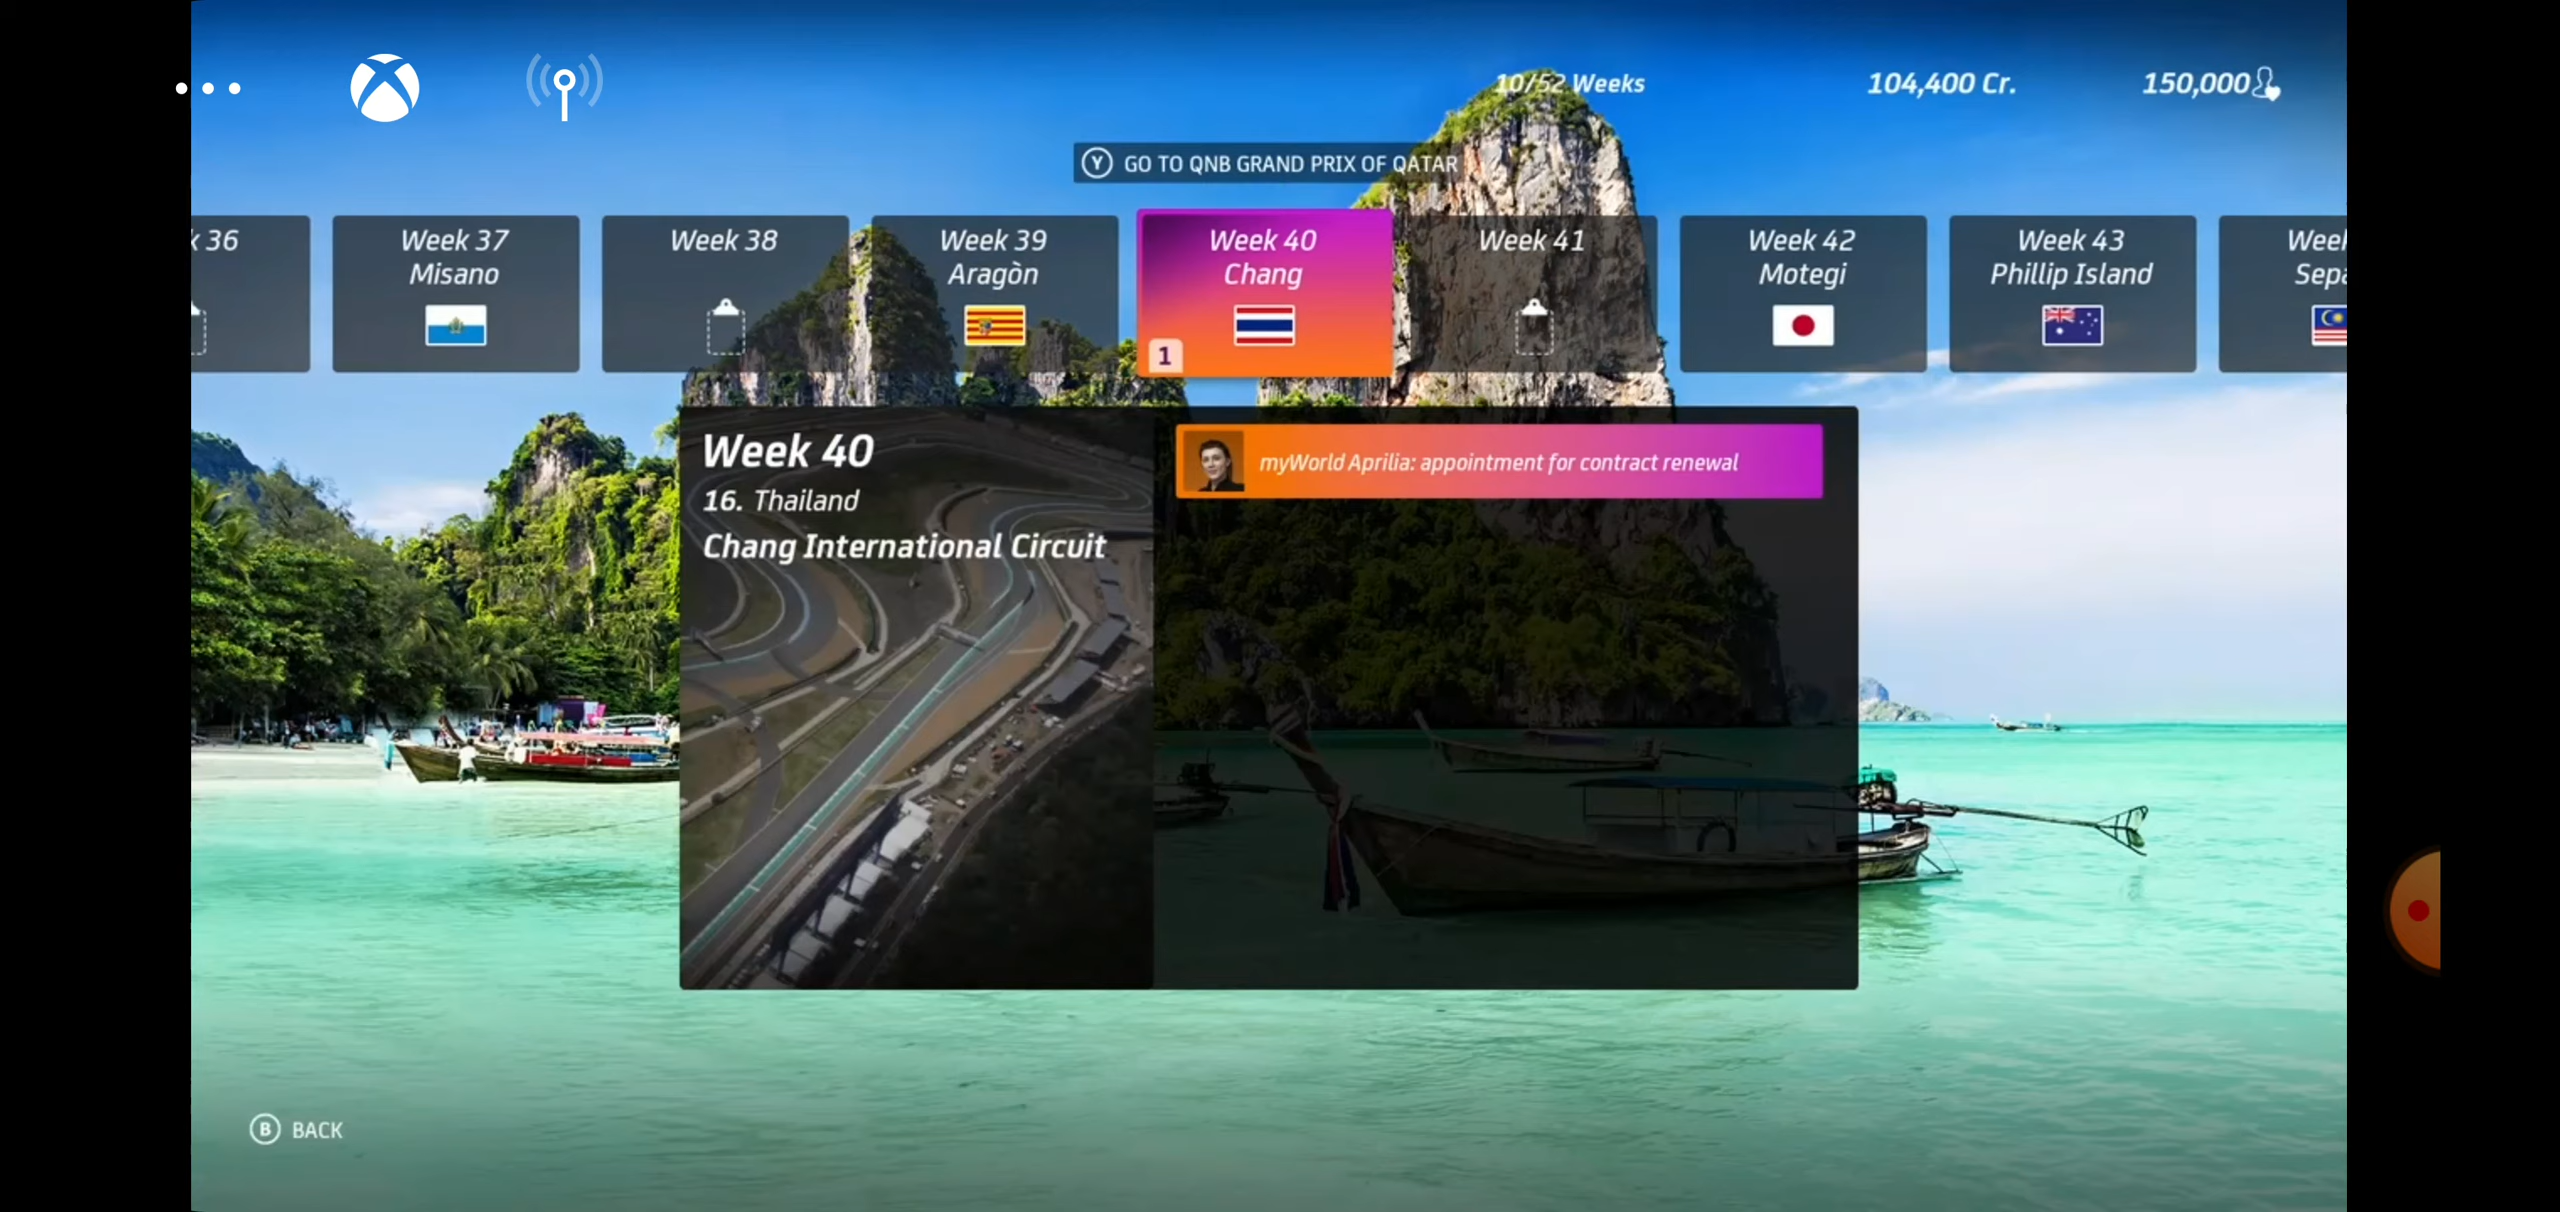 10/52 Weeks
104,400 Cr.
150,000
Y GO TO QNB GRAND PRIX OF QATAR
36
Week 37
Misano
Week 38
Week 39
Aragòn
Week 40
Chang
1
Week 41
Week 42
Motegi
Week 43
Phillip Island
Week 40
16. Thailand
Chang International Circuit
myWorld Aprilia: appointment for contract renewal
B BACK